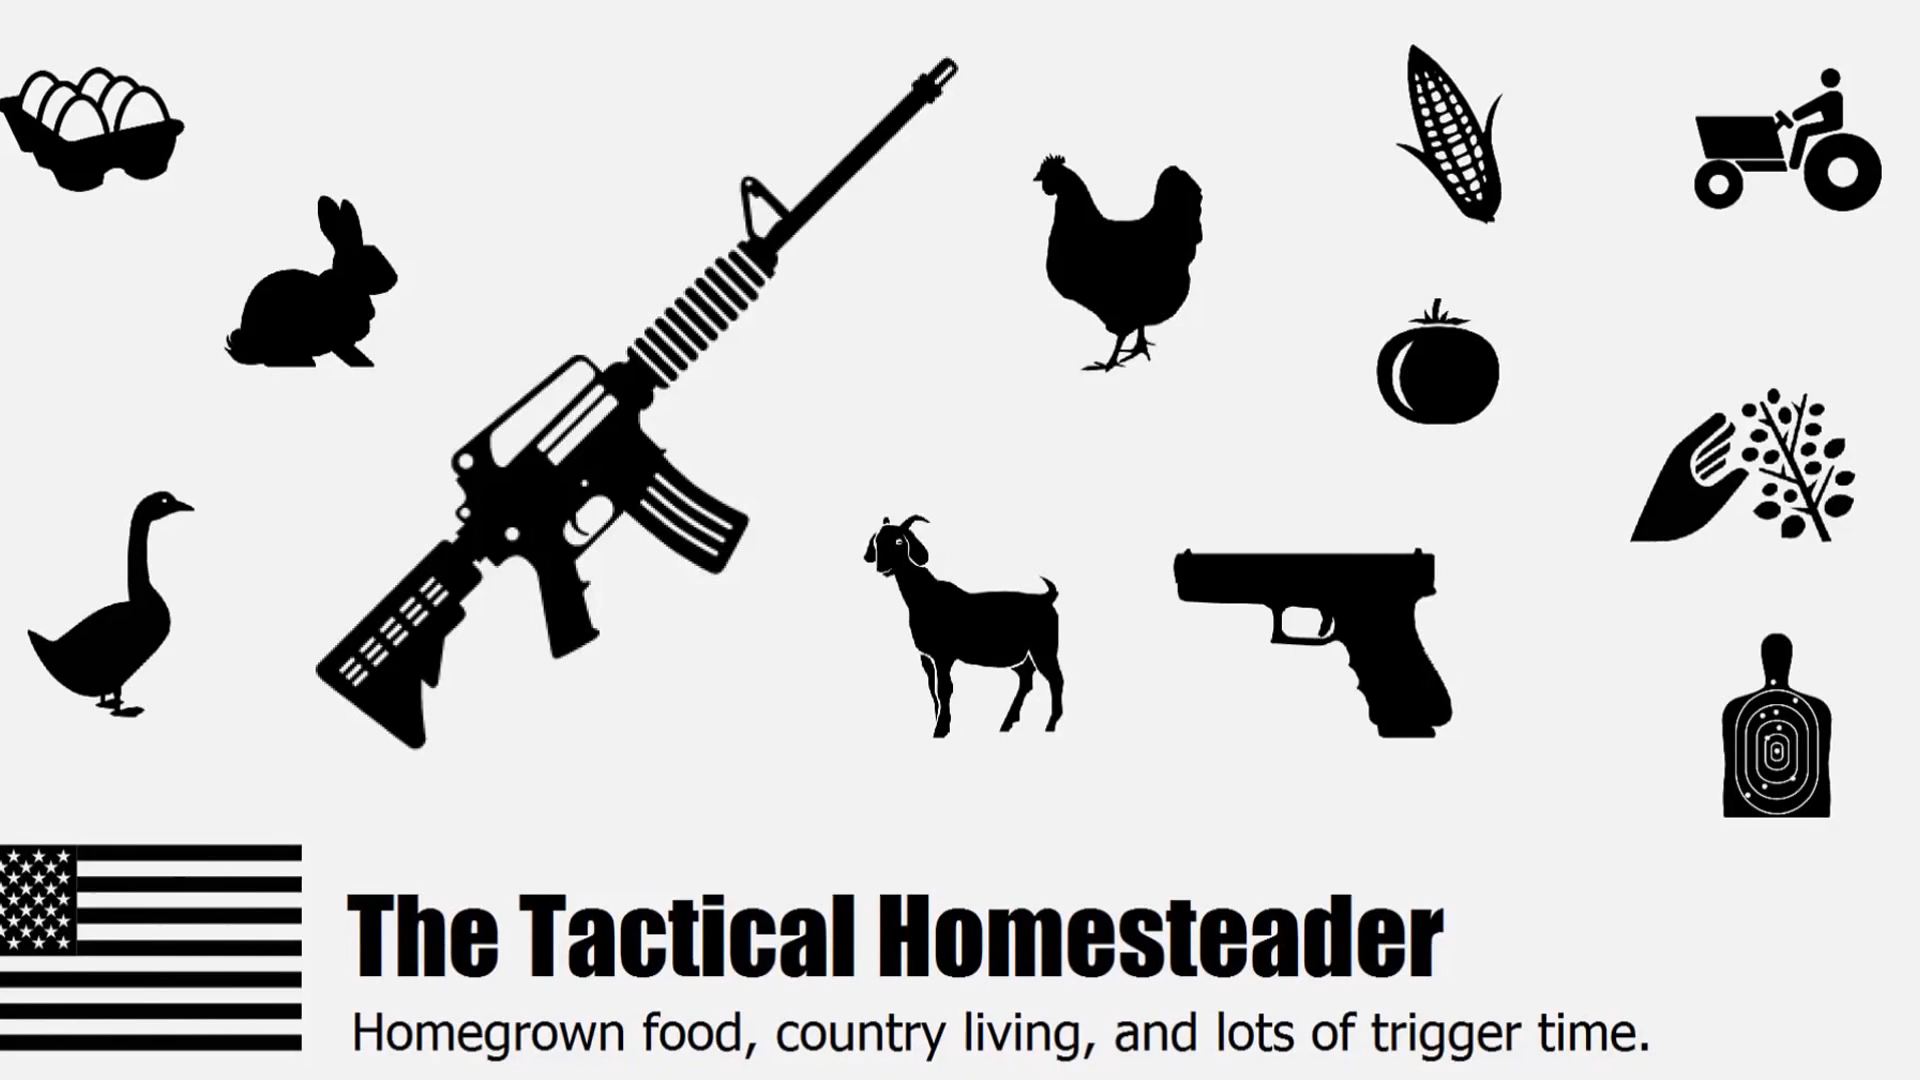 The Tactical Homesteader
Homegrown food, country living, and lots of trigger time.